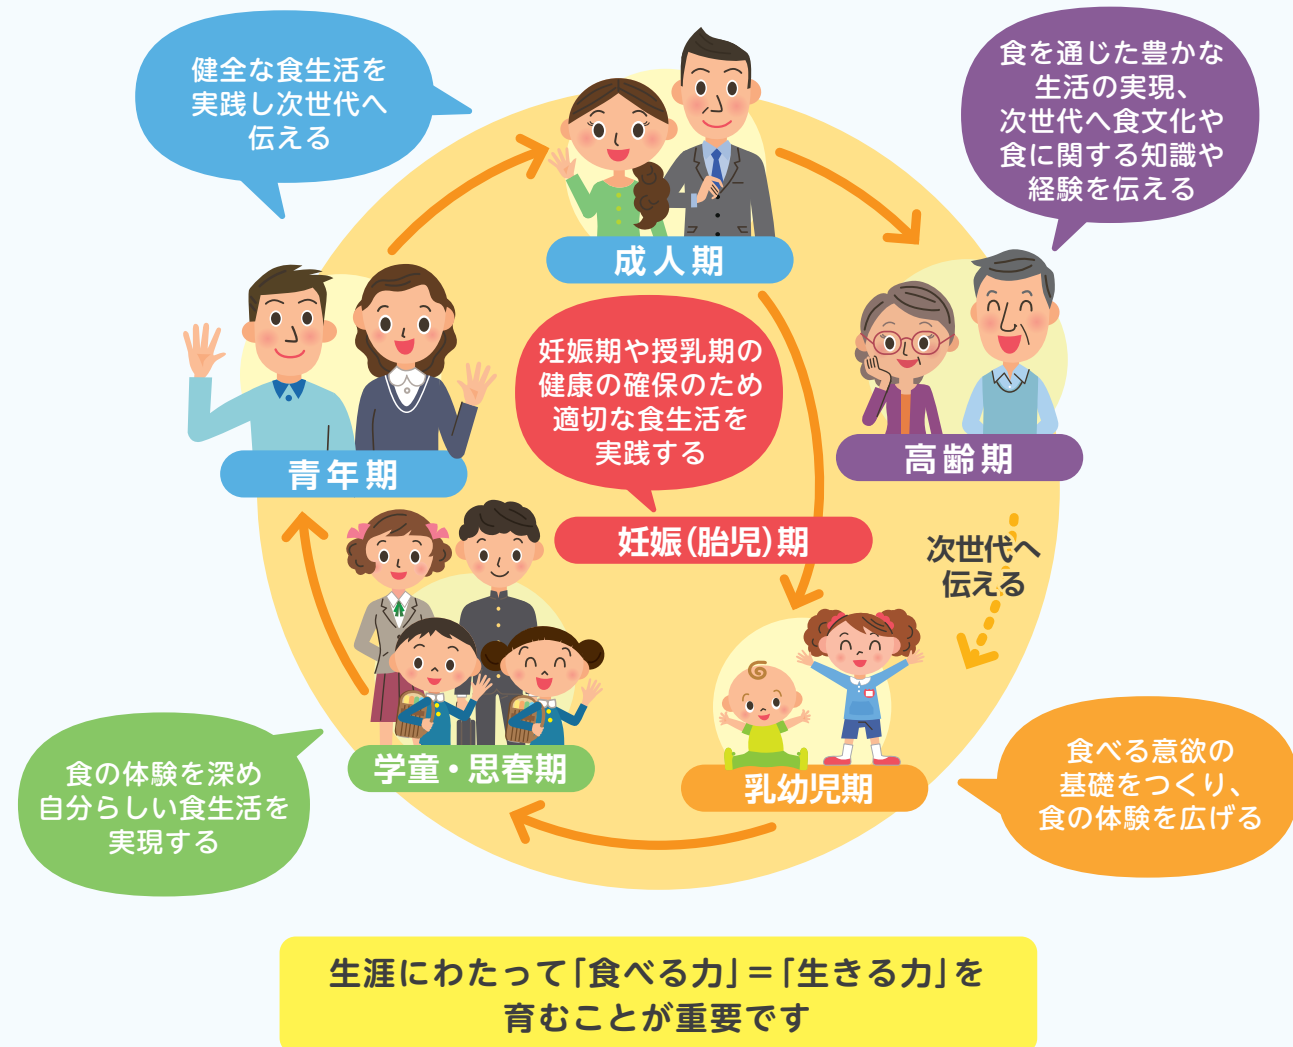 健全な食生活を
実践し次世代へ
伝える
食を通じた豊かな
生活の実現、
次世代へ食文化や
食に関する知識や
経験を伝える
成人期
妊娠期や授乳期の
健康の確保のため
適切な食生活を
実践する
高齢期
青年期
妊娠(胎児)期
次世代へ
伝える
食の体験を深め
自分らしい食生活を
実現する
学童・思春期
乳幼児期
食べる意欲の
基礎をつくり、
食の体験を広げる
生涯にわたって「食べる力」=「生きる力」を
育むことが重要です